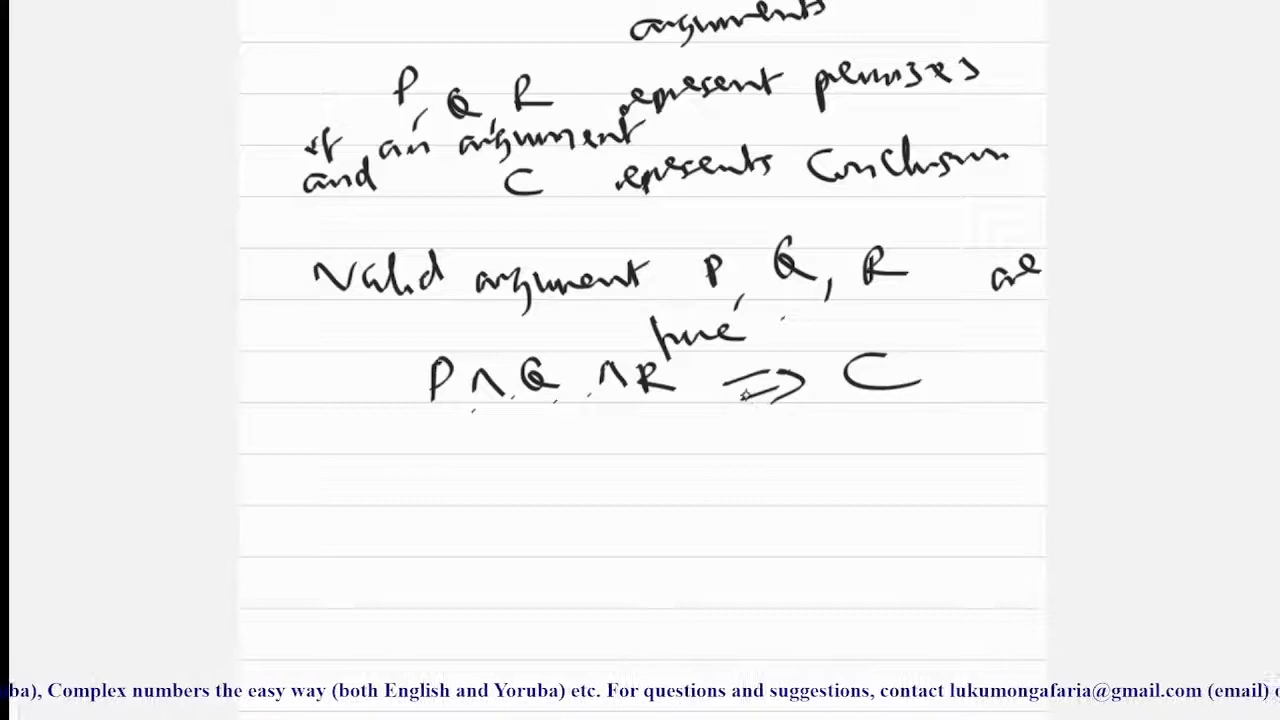 arguments
P, Q, R represent premises
of an argument
and C represents Conclusion
Valid argument P, Q, R are
true
P ∧ Q ∧ R ⇒ C
ba), Complex numbers the easy way (both English and Yoruba) etc. For questions and suggestions, contact lukumongafaria@gmail.com (email) o